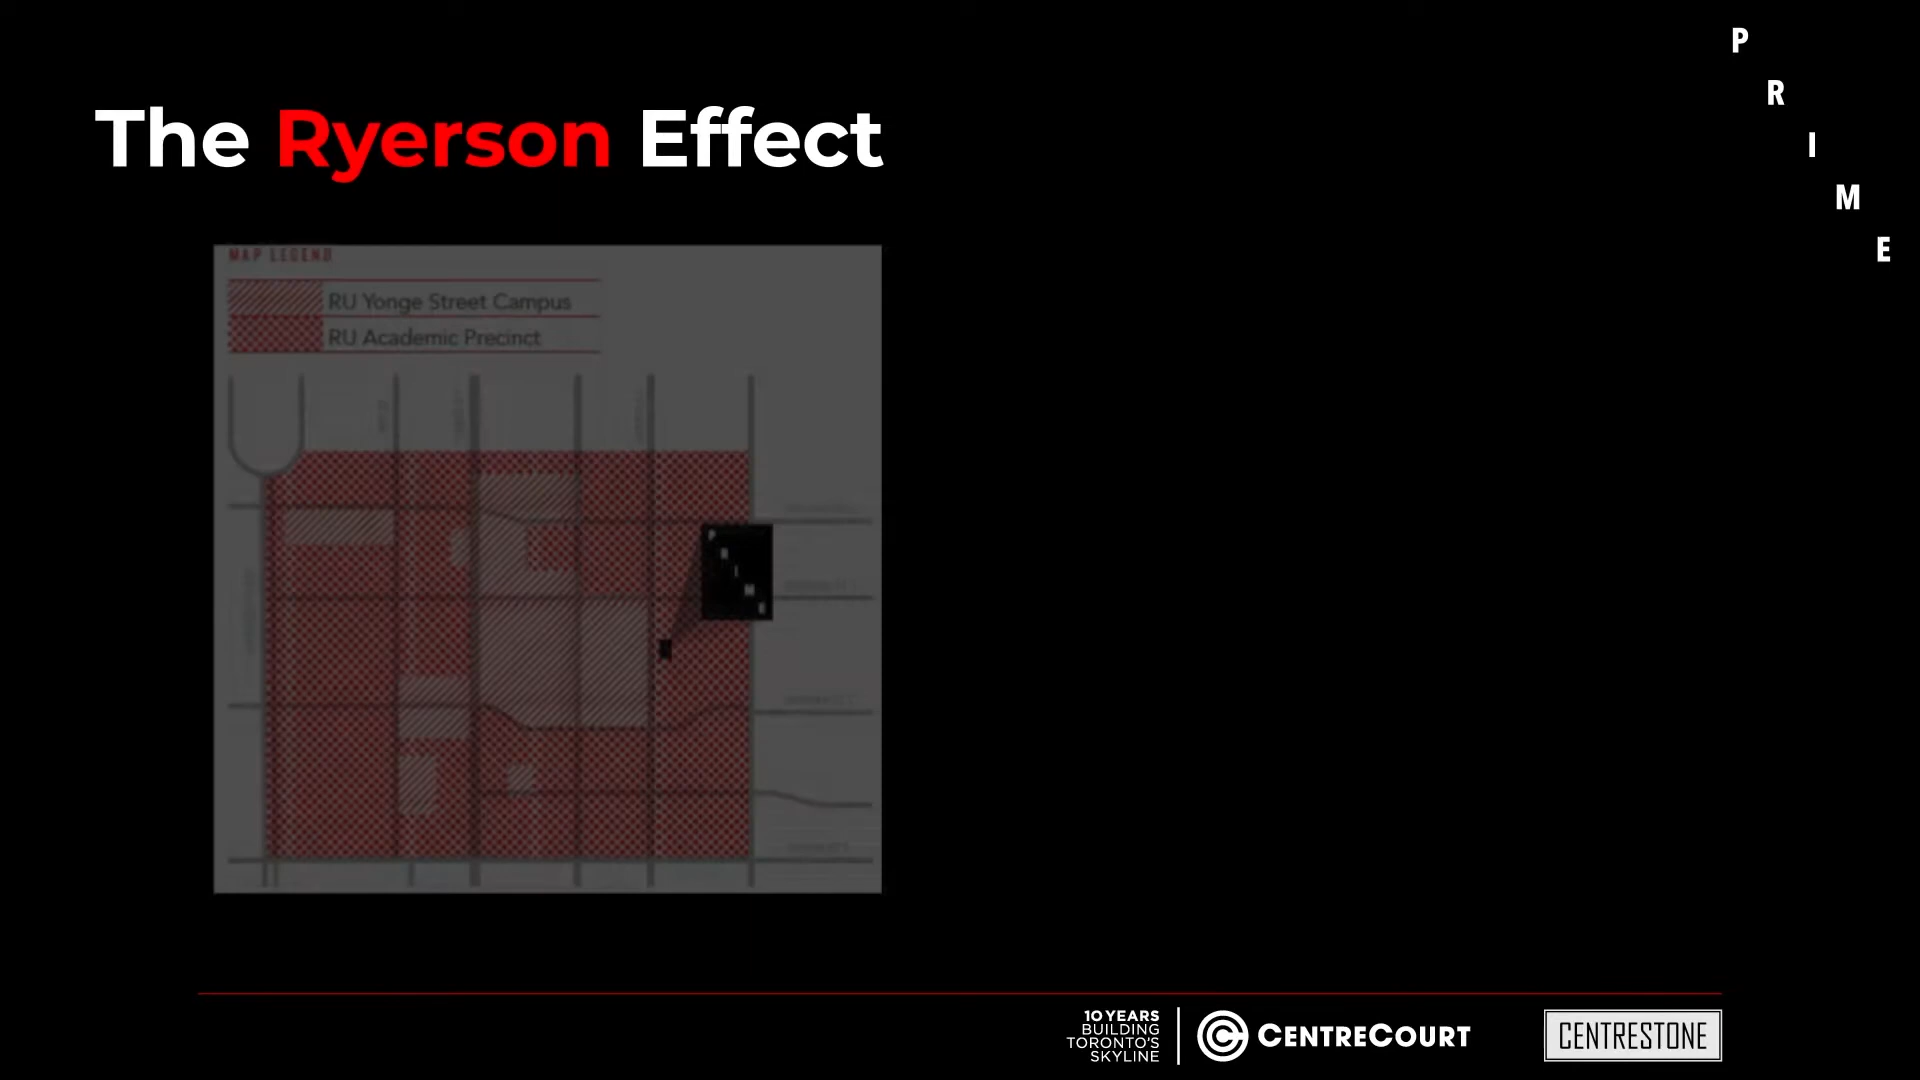 The Ryerson Effect
P
R
I
M
E
MAP LEGEND
RU Yonge Street Campus
RU Academic Precinct
P
I
M
E
10 YEARS
BUILDING
TORONTO'S
SKYLINE
CENTRECOURT
CENTRESTONE